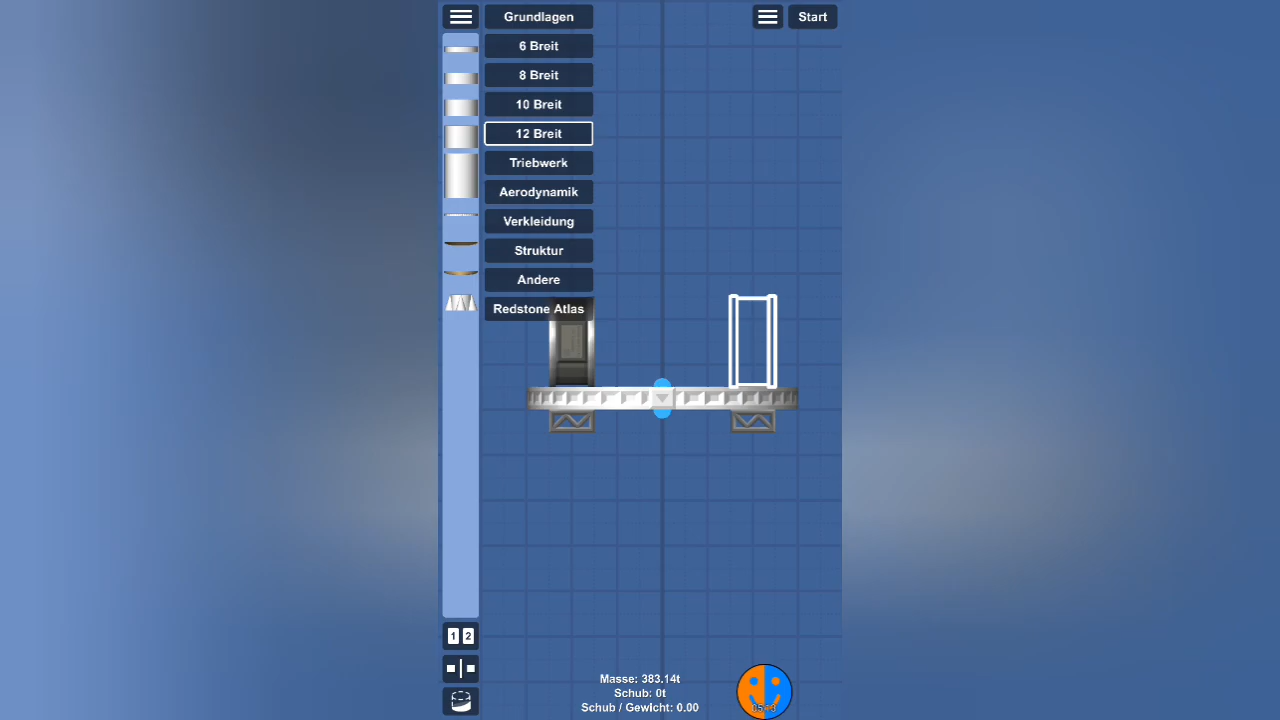 Grundlagen
Start
6 Breit
8 Breit
10 Breit
12 Breit
Triebwerk
Aerodynamik
Verkleidung
Struktur
Andere
Redstone Atlas
1 2
Masse: 383.14t
Schub: 0t
Schub / Gewicht: 0.00